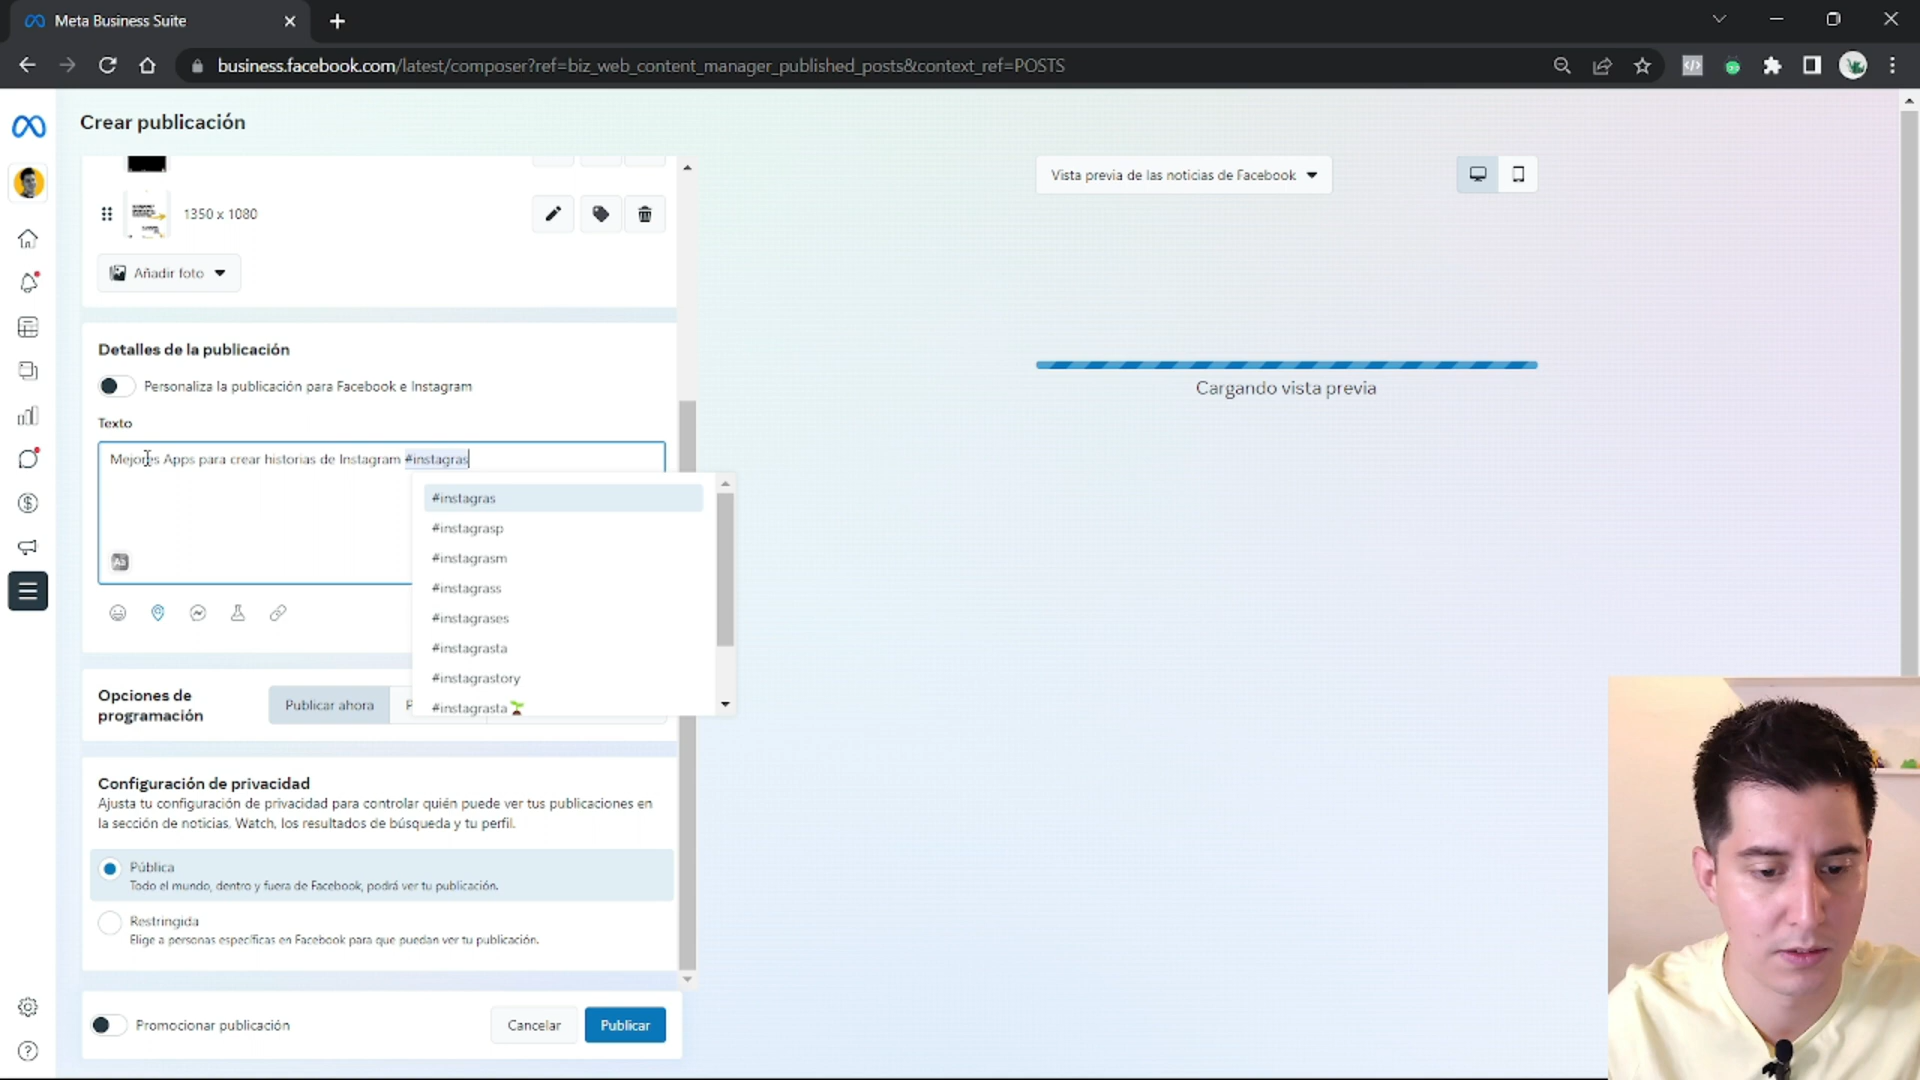 Meta Business Suite
business.facebook.com/latest/composer?ref=biz_web_content_manager_published_posts&context_ref=POSTS
Crear publicación
Vista previa de las noticias de Facebook
1350 x 1080
Añadir foto
Detalles de la publicación
Personaliza la publicación para Facebook e Instagram
Cargando vista previa
Texto
Mejores Apps para crear historias de Instagram #instagras
#instagras
#instagrasp
#instagrasm
#instagrass
#instagrases
#instagrasta
#instagrastory
#instagrasta🌱
Opciones de
programación
Publicar ahora
P
Configuración de privacidad
Ajusta tu configuración de privacidad para controlar quién puede ver tus publicaciones en
la sección de noticias, Watch, los resultados de búsqueda y tu perfil.
Pública
Todo el mundo, dentro y fuera de Facebook, podrá ver tu publicación.
Restringida
Elige a personas específicas en Facebook para que puedan ver tu publicación.
Promocionar publicación
Cancelar
Publicar